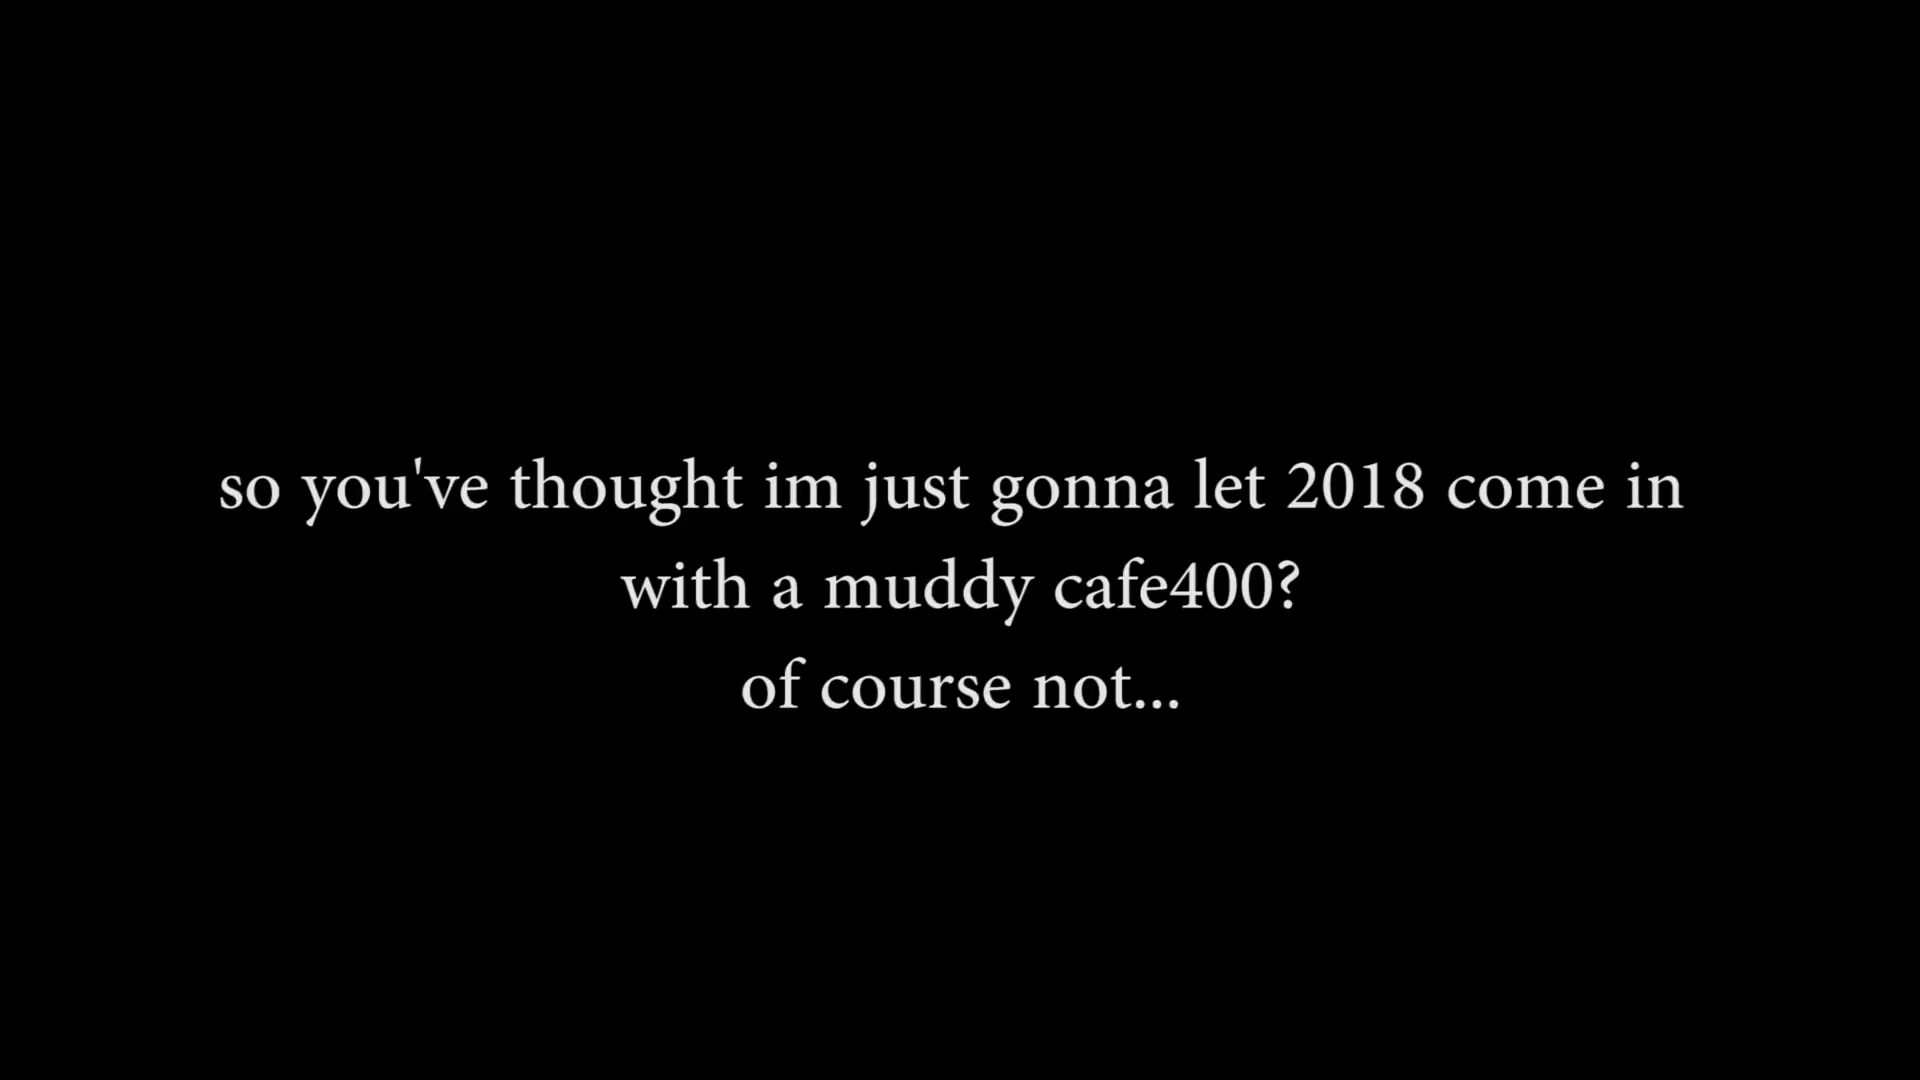 so you've thought im just gonna let 2018 come in
with a muddy cafe400?
of course not...